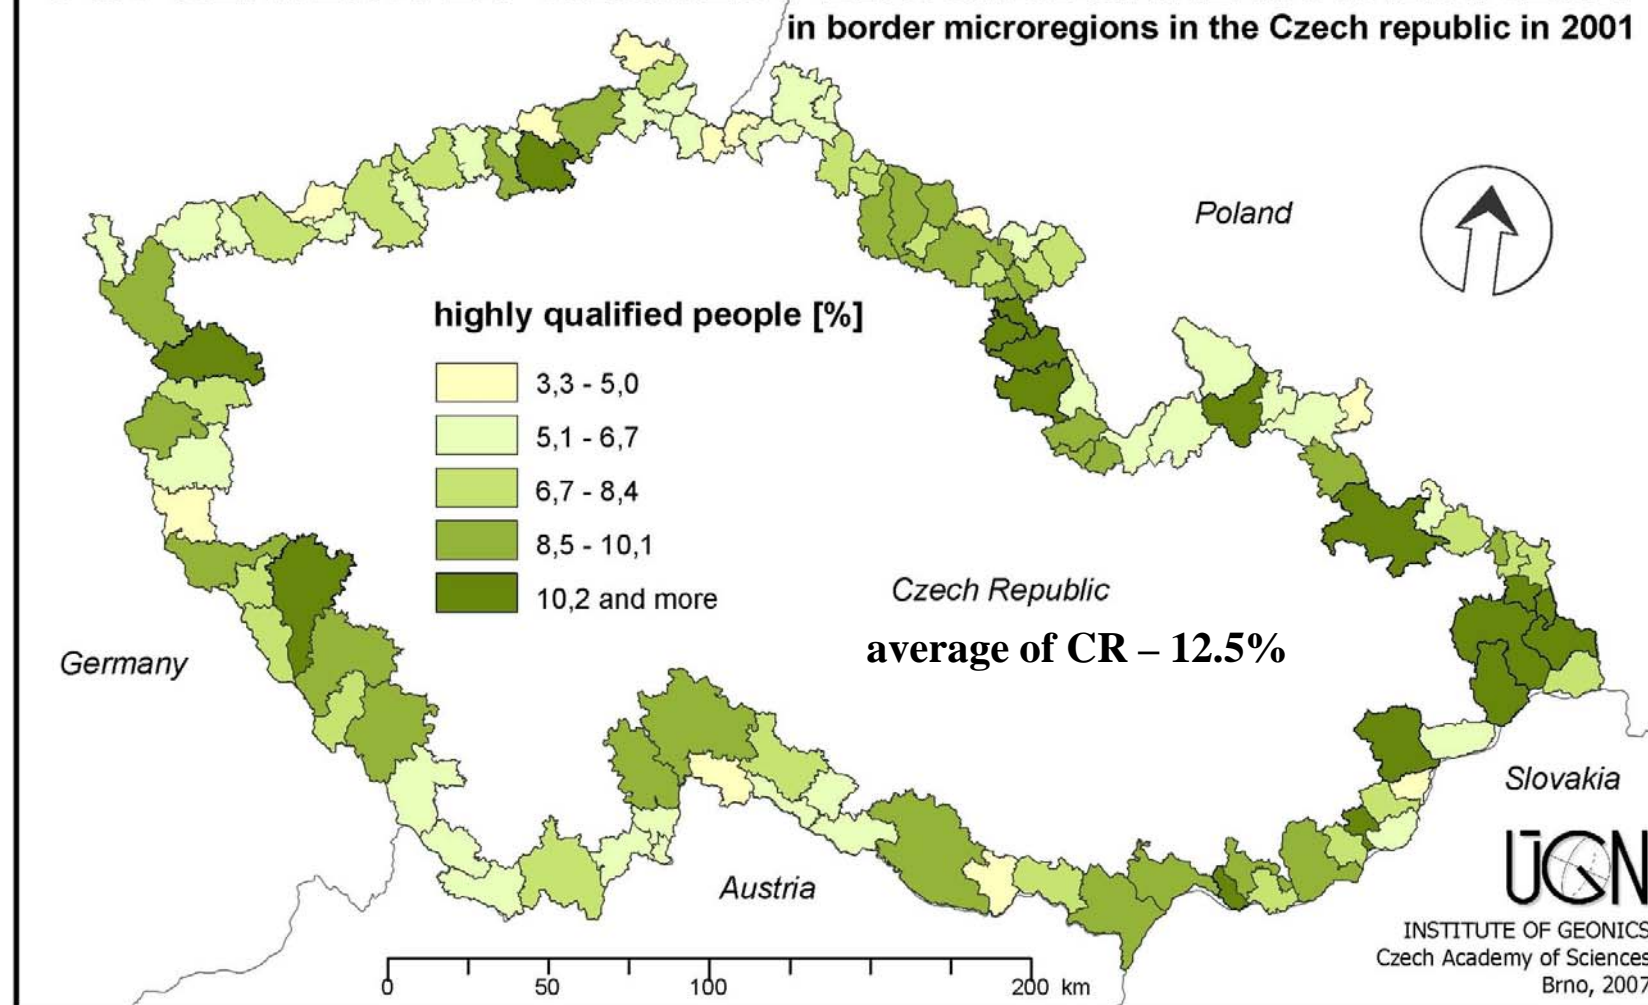 in border microregions in the Czech republic in 2001
Poland
highly qualified people [%]
3,3 - 5,0
5,1 - 6,7
6,7 - 8,4
8,5 - 10,1
10,2 and more
Czech Republic
average of CR – 12.5%
Germany
Slovakia
Austria
ŪGN
INSTITUTE OF GEONICS
Czech Academy of Sciences
Brno, 2007
0 50 100 200 km